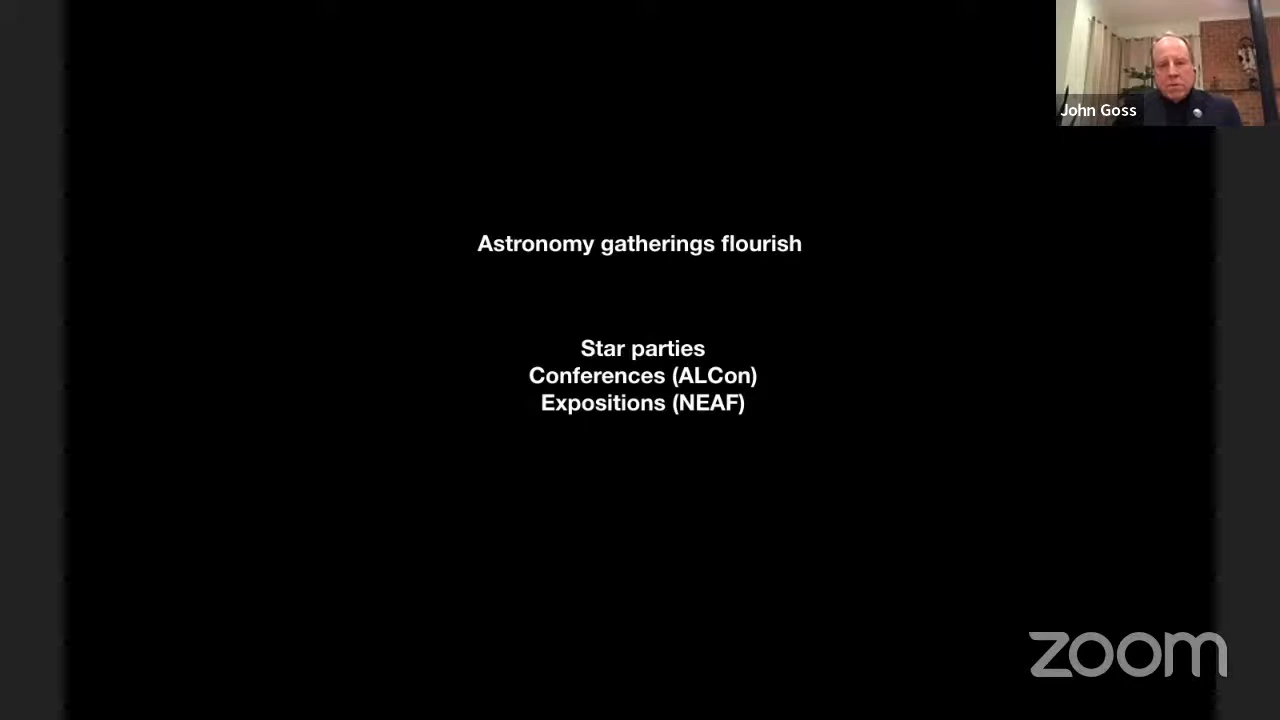 John Goss
Astronomy gatherings flourish
Star parties
Conferences (ALCon)
Expositions (NEAF)
zoom